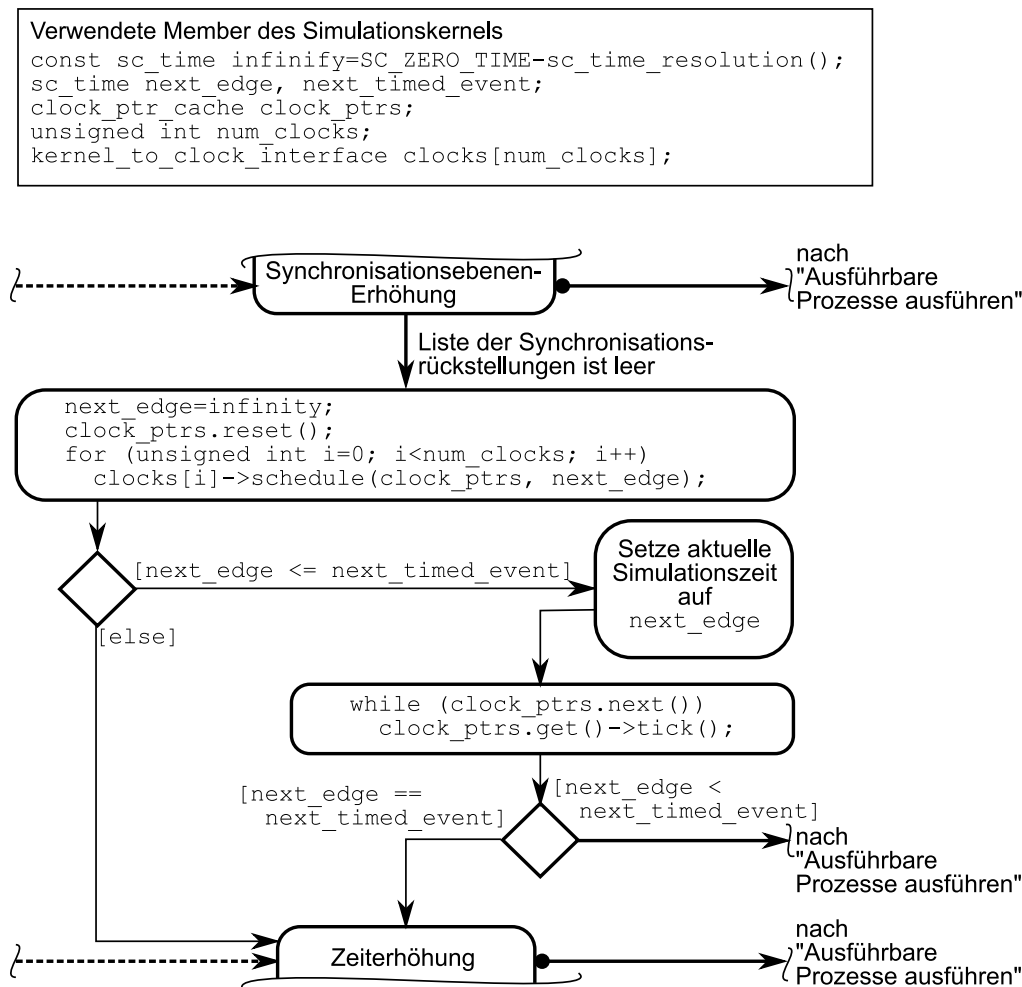 Verwendete Member des Simulationskernels
const sc_time infinify=SC_ZERO_TIME-sc_time_resolution();
sc_time next_edge, next_timed_event;
clock_ptr_cache clock_ptrs;
unsigned int num_clocks;
kernel_to_clock_interface clocks[num_clocks];
Synchronisationsebenen-
Erhöhung
nach
"Ausführbare
Prozesse ausführen"
Liste der Synchronisations-
rückstellungen ist leer
next_edge=infinity;
clock_ptrs.reset();
for (unsigned int i=0; i<num_clocks; i++)
clocks[i]->schedule(clock_ptrs, next_edge);
[next_edge <= next_timed_event]
[else]
Setze aktuelle
Simulationszeit
auf
next_edge
while (clock_ptrs.next())
clock_ptrs.get()->tick();
[next_edge ==
next_timed_event]
[next_edge <
next_timed_event]
nach
"Ausführbare
Prozesse ausführen"
Zeiterhöhung
nach
"Ausführbare
Prozesse ausführen"